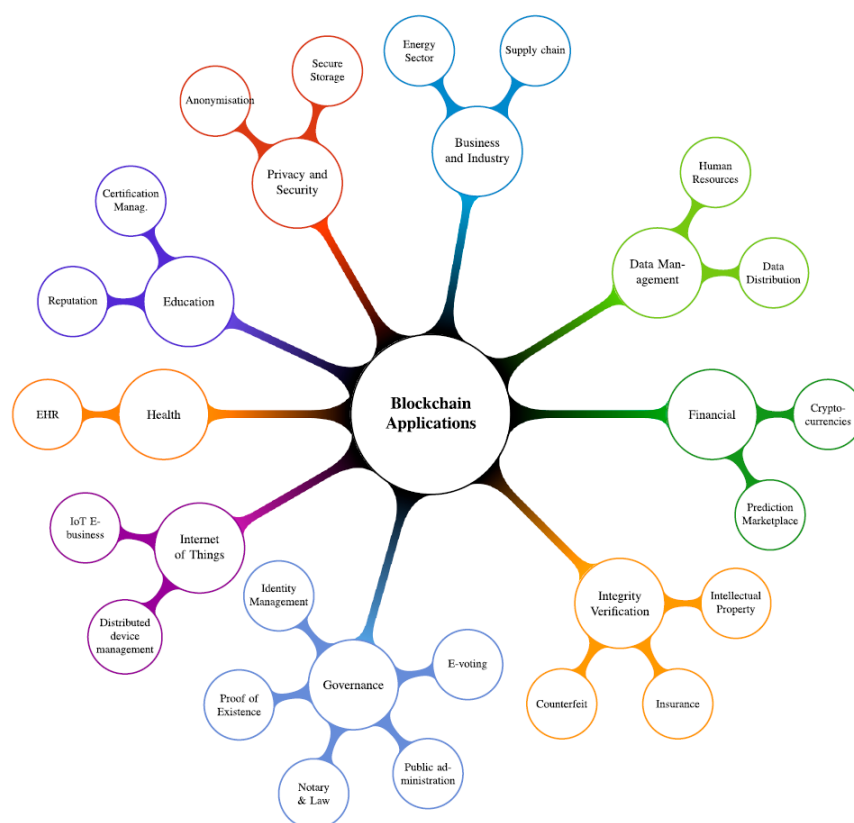 Energy
Sector
Supply chain
Secure
Storage
Anonymisation
Business
and Industry
Privacy and
Security
Human
Resources
Certification
Manag.
Data Man-
agement
Data
Distribution
Reputation
Education
Blockchain
Applications
EHR
Health
Financial
Crypto-
currencies
IoT E-
business
Internet
of Things
Prediction
Marketplace
Distributed
device
management
Identity
Management
Integrity
Verification
Intellectual
Property
Governance
E-voting
Proof of
Existence
Counterfeit
Insurance
Notary
& Law
Public ad-
ministration